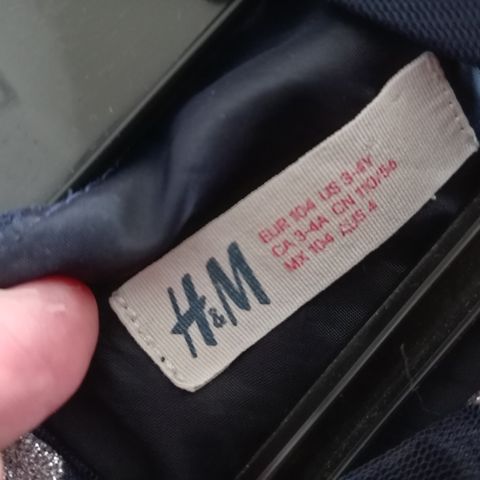 H&M
EUR 104 US 3-4Y
CA 3-4A CN 110/56
MX 104 AUS 4